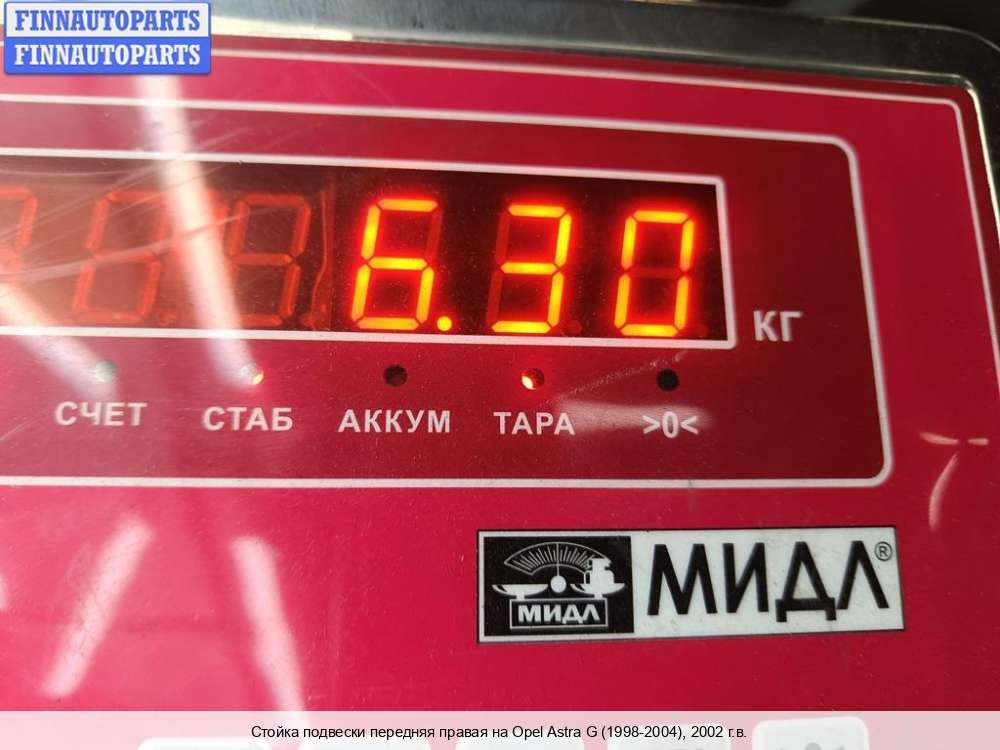 FINNAUTOPARTS
FINNAUTOPARTS
6.30
КГ
СЧЕТ СТАБ АККУМ ТАРА >0<
МИДЛ МИДЛ®
Стойка подвески передняя правая на Opel Astra G (1998-2004), 2002 г.в.